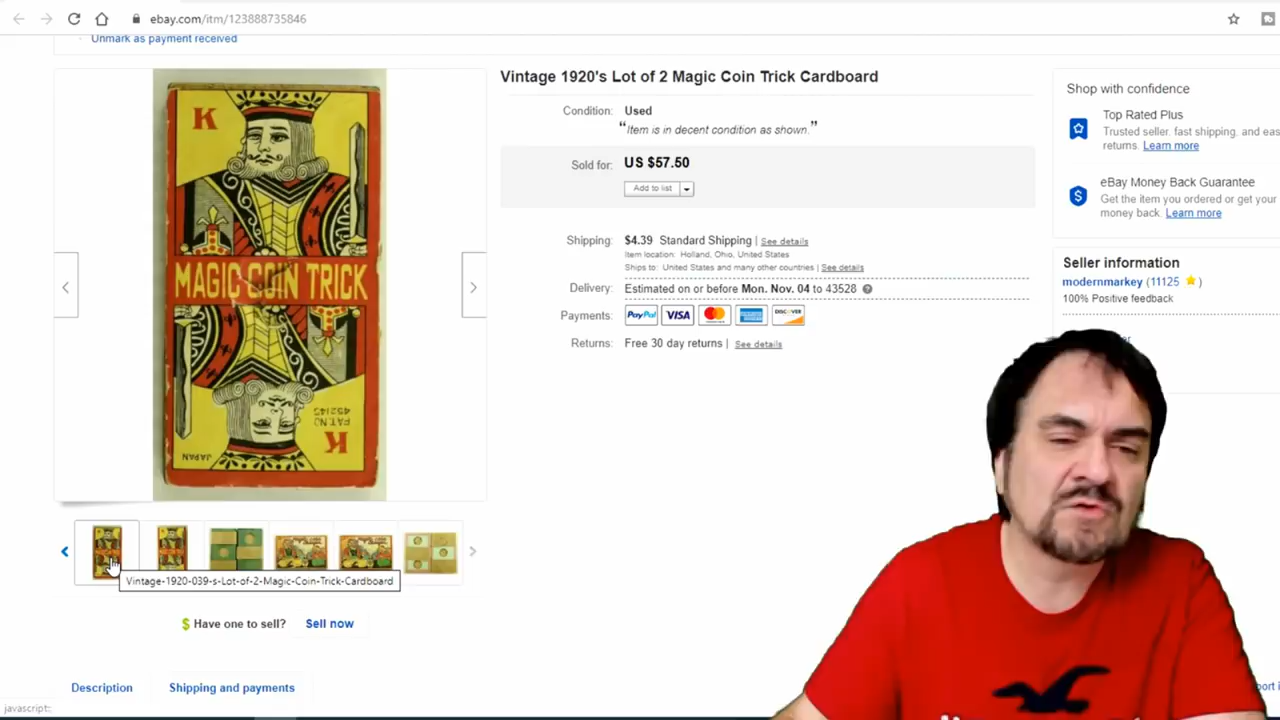 ebay.com/itm/123888735846
Unmark as payment received
Vintage 1920's Lot of 2 Magic Coin Trick Cardboard
Condition: Used
"Item is in decent condition as shown."
Sold for: US $57.50
Add to list
Shipping: $4.39 Standard Shipping | See details
Item location: Holland, Ohio, United States
Ships to: United States and many other countries | See details
Delivery: Estimated on or before Mon. Nov. 04 to 43528
Payments: PayPal VISA MasterCard AMERICAN EXPRESS DISCOVER
Returns: Free 30 day returns | See details
Shop with confidence
Top Rated Plus
Trusted seller, fast shipping, and eas
returns. Learn more
eBay Money Back Guarantee
Get the item you ordered or get your
money back. Learn more
Seller information
modernmarkey (11125 )
100% Positive feedback
K
MAGIC COIN TRICK
PAT. NO
452145
K
JAPAN
Vintage-1920-039-s-Lot-of-2-Magic-Coin-Trick-Cardboard
$ Have one to sell? Sell now
Description
Shipping and payments
javascript:;